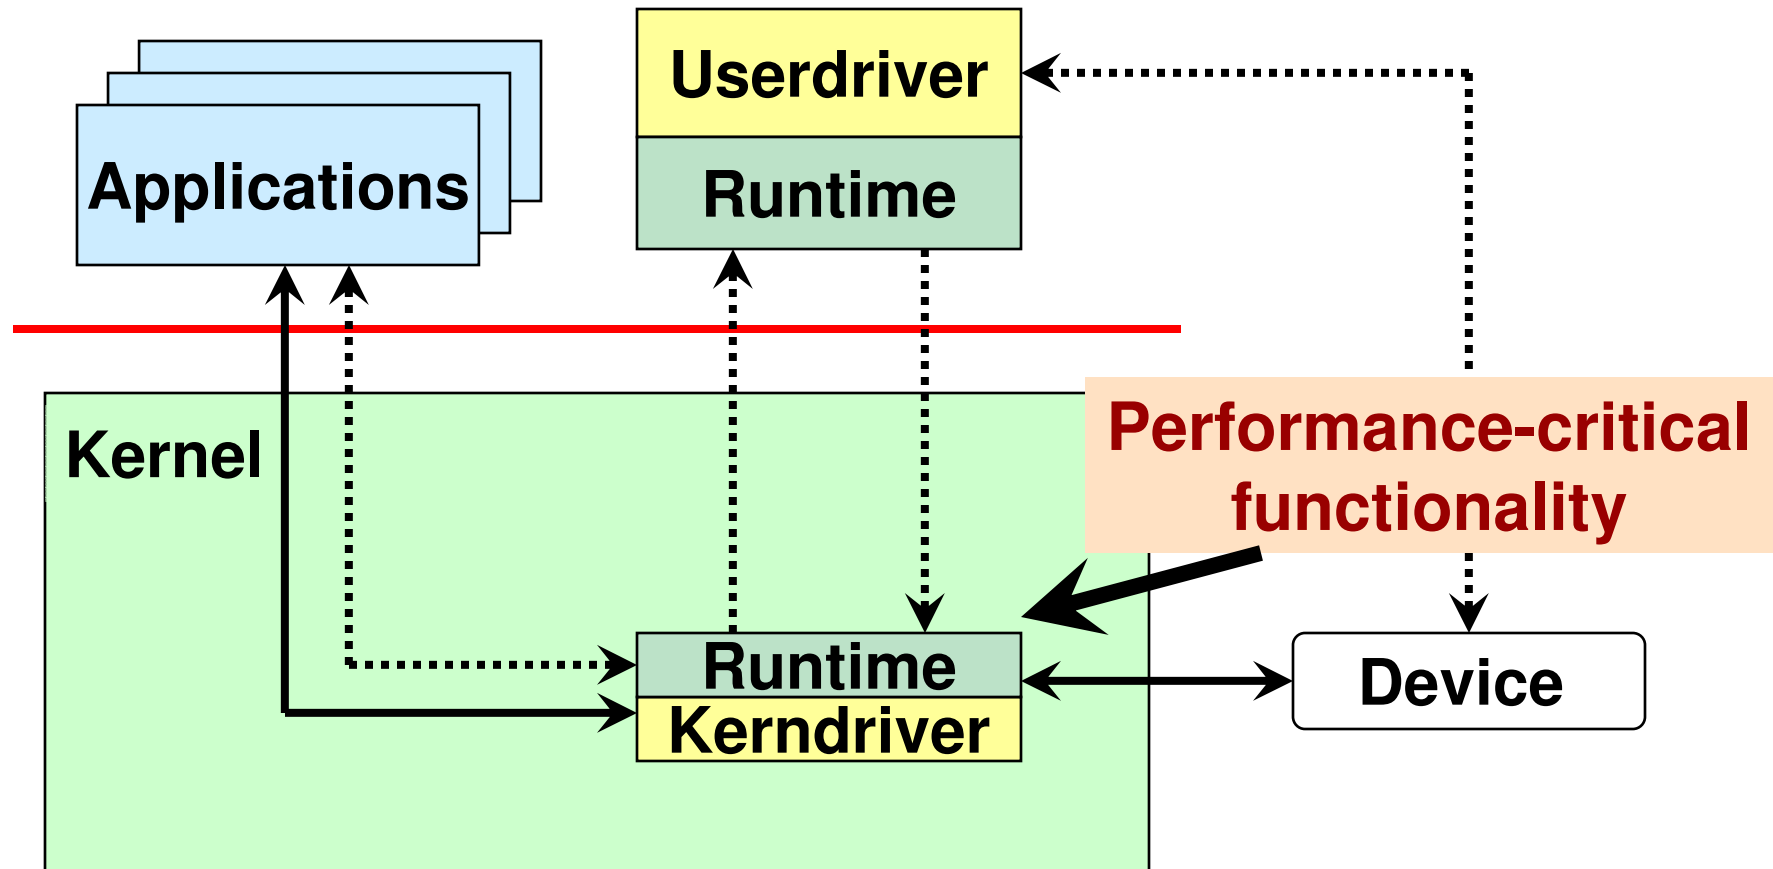 Userdriver
Applications
Runtime
Kernel
Performance-critical
functionality
Runtime
Device
Kerndriver